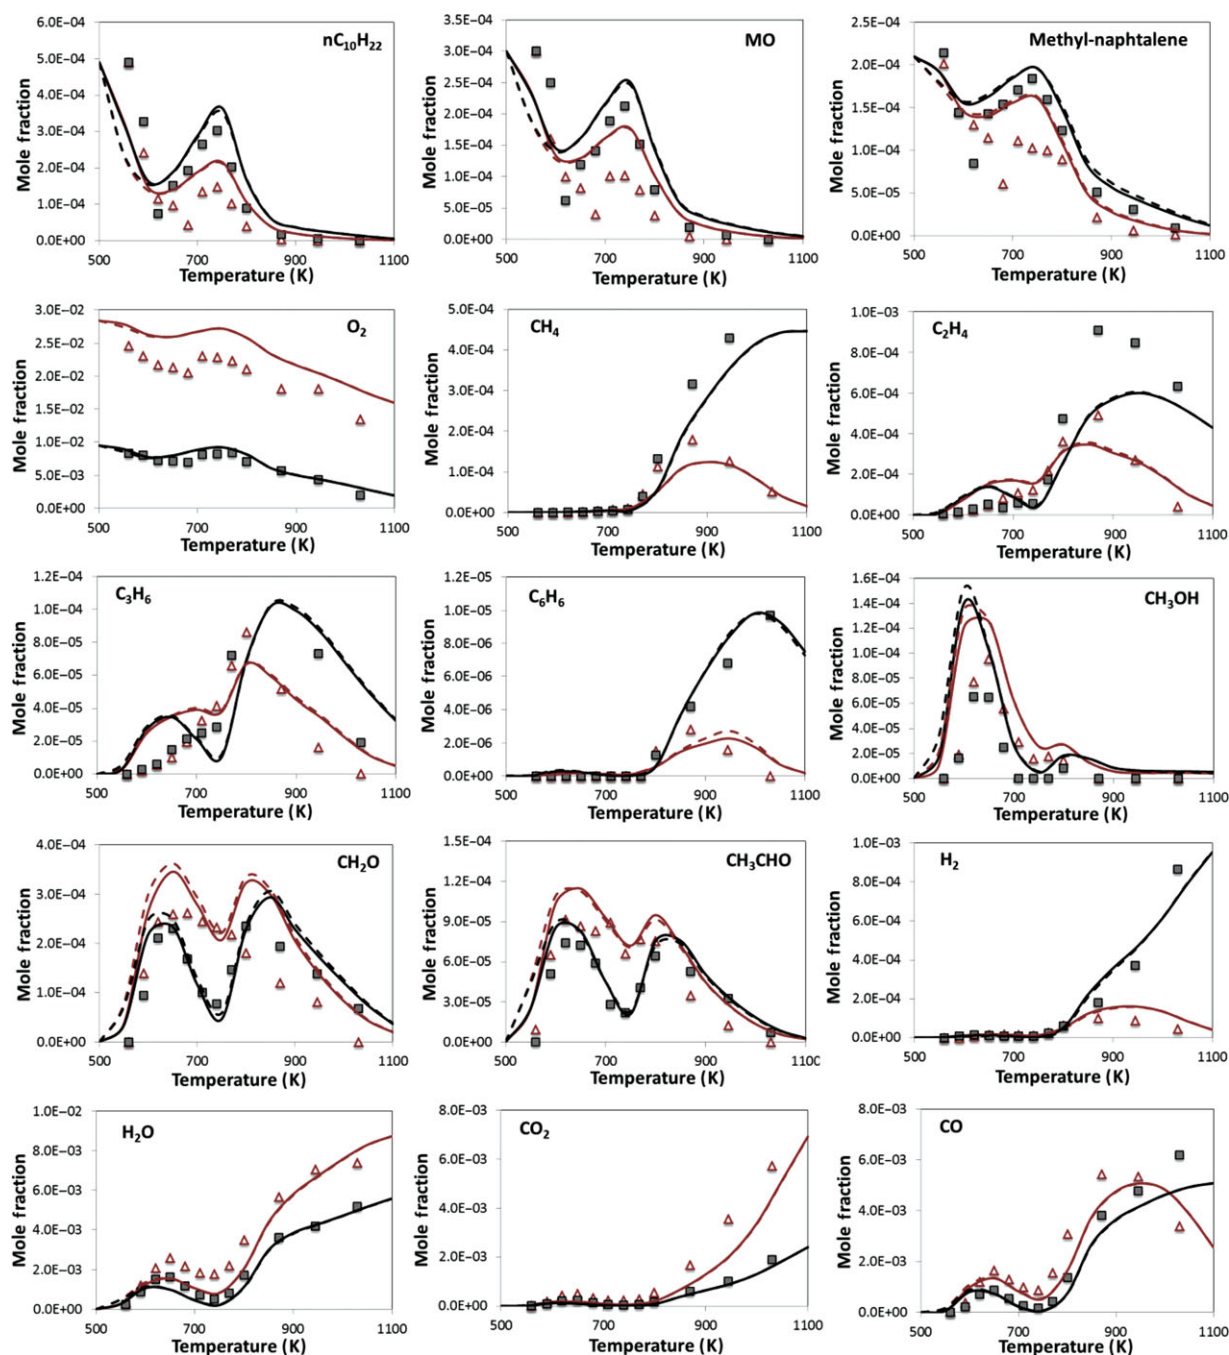 nC10H22
Mole fraction
6.0E-04
5.0E-04
4.0E-04
3.0E-04
2.0E-04
1.0E-04
0.0E+00
500 700 900 1100
Temperature (K)
MO
Mole fraction
3.5E-04
3.0E-04
2.5E-04
2.0E-04
1.5E-04
1.0E-04
5.0E-05
0.0E+00
500 700 900 1100
Temperature (K)
Methyl-naphtalene
Mole fraction
2.5E-04
2.0E-04
1.5E-04
1.0E-04
5.0E-05
0.0E+00
500 700 900 1100
Temperature (K)
O2
Mole fraction
3.0E-02
2.5E-02
2.0E-02
1.5E-02
1.0E-02
5.0E-03
0.0E+00
500 700 900 1100
Temperature (K)
CH4
Mole fraction
5.0E-04
4.0E-04
3.0E-04
2.0E-04
1.0E-04
0.0E+00
500 700 900 1100
Temperature (K)
C2H4
Mole fraction
1.0E-03
8.0E-04
6.0E-04
4.0E-04
2.0E-04
0.0E+00
500 700 900 1100
Temperature (K)
C3H6
Mole fraction
1.2E-04
1.0E-04
8.0E-05
6.0E-05
4.0E-05
2.0E-05
0.0E+00
500 700 900 1100
Temperature (K)
C6H6
Mole fraction
1.2E-05
1.0E-05
8.0E-06
6.0E-06
4.0E-06
2.0E-06
0.0E+00
500 700 900 1100
Temperature (K)
CH3OH
Mole fraction
1.6E-04
1.4E-04
1.2E-04
1.0E-04
8.0E-05
6.0E-05
4.0E-05
2.0E-05
0.0E+00
500 700 900 1100
Temperature (K)
CH2O
Mole fraction
4.0E-04
3.0E-04
2.0E-04
1.0E-04
0.0E+00
500 700 900 1100
Temperature (K)
CH3CHO
Mole fraction
1.5E-04
1.2E-04
9.0E-05
6.0E-05
3.0E-05
0.0E+00
500 700 900 1100
Temperature (K)
H2
Mole fraction
1.0E-03
8.0E-04
6.0E-04
4.0E-04
2.0E-04
0.0E+00
500 700 900 1100
Temperature (K)
H2O
Mole fraction
1.0E-02
8.0E-03
6.0E-03
4.0E-03
2.0E-03
0.0E+00
500 700 900 1100
Temperature (K)
CO2
Mole fraction
8.0E-03
7.0E-03
6.0E-03
5.0E-03
4.0E-03
3.0E-03
2.0E-03
1.0E-03
0.0E+00
500 700 900 1100
Temperature (K)
CO
Mole fraction
8.0E-03
6.0E-03
4.0E-03
2.0E-03
0.0E+00
500 700 900 1100
Temperature (K)